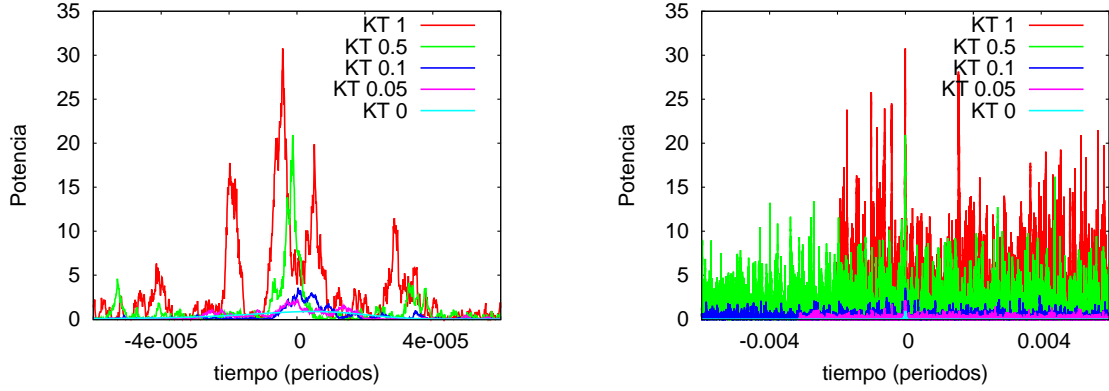 35
30
25
20
15
10
5
0
Potencia
KT 1
KT 0.5
KT 0.1
KT 0.05
KT 0
-4e-005
0
4e-005
tiempo (periodos)
35
30
25
20
15
10
5
0
Potencia
KT 1
KT 0.5
KT 0.1
KT 0.05
KT 0
-0.004
0
0.004
tiempo (periodos)